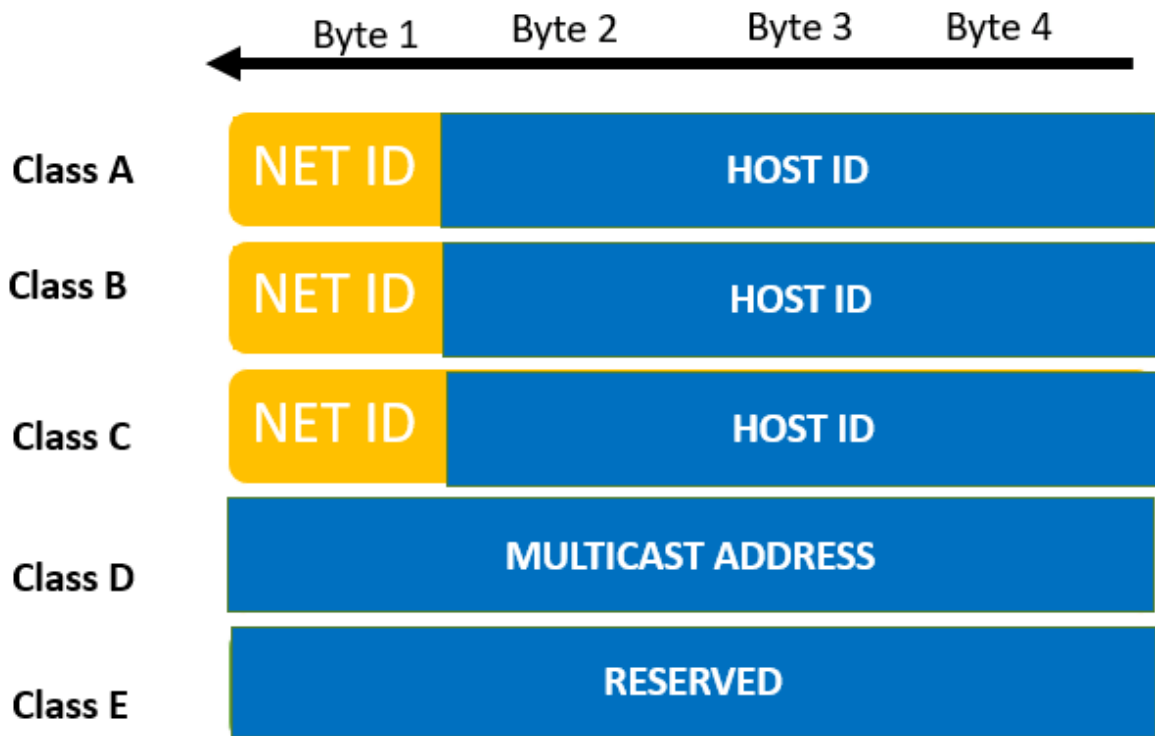 Byte 1 Byte 2 Byte 3 Byte 4
Class A NET ID HOST ID
Class B NET ID HOST ID
Class C NET ID HOST ID
Class D MULTICAST ADDRESS
Class E RESERVED